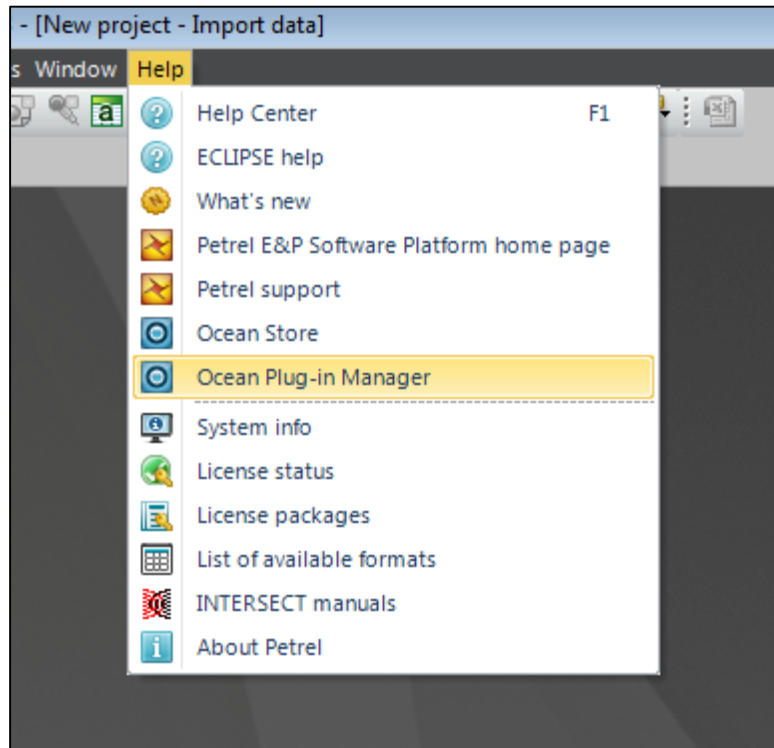 - [New project - Import data]
s Window Help
a
Help Center F1
ECLIPSE help
What's new
Petrel E&P Software Platform home page
Petrel support
Ocean Store
Ocean Plug-in Manager
System info
License status
License packages
List of available formats
INTERSECT manuals
About Petrel